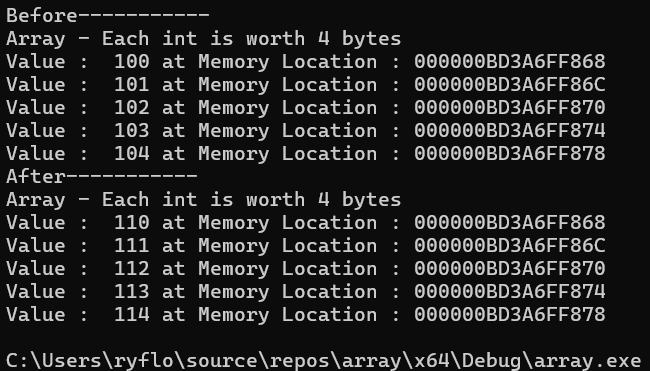 Before-----------
Array - Each int is worth 4 bytes
Value :  100 at Memory Location : 000000BD3A6FF868
Value :  101 at Memory Location : 000000BD3A6FF86C
Value :  102 at Memory Location : 000000BD3A6FF870
Value :  103 at Memory Location : 000000BD3A6FF874
Value :  104 at Memory Location : 000000BD3A6FF878
After-----------
Array - Each int is worth 4 bytes
Value :  110 at Memory Location : 000000BD3A6FF868
Value :  111 at Memory Location : 000000BD3A6FF86C
Value :  112 at Memory Location : 000000BD3A6FF870
Value :  113 at Memory Location : 000000BD3A6FF874
Value :  114 at Memory Location : 000000BD3A6FF878
C:\Users\ryflo\source\repos\array\x64\Debug\array.exe